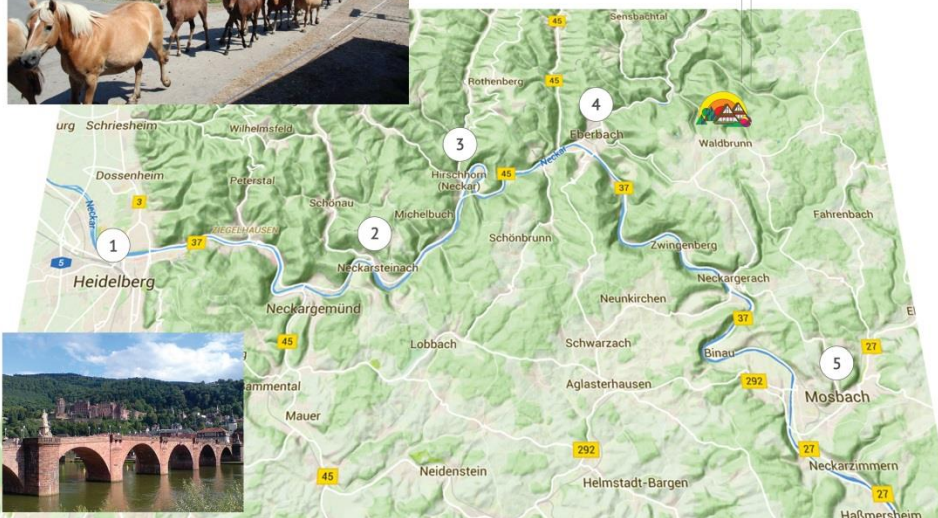 Sensbachtal
45
Rothenberg
45
4
Eberbach
Waldbrunn
urg Schriesheim
Wilhelmsfeld
3
Dossenheim
Peterstal
Hirschhorn
(Neckar)
45
Neckar
37
3
Schönau
Michelbuch
Fahrenbach
Neckar
1
37
ZIEGELHAUSEN
2
Schönbrunn
Zwingenberg
5
Heidelberg
Neckarsteinach
Neckargerach
Neckargemünd
Neunkirchen
37
45
Lobbach
Schwarzach
27
Binau
5
ammental
Aglasterhausen
292
Mosbach
Mauer
292
27
45
Neidenstein
Helmstadt-Bargen
Neckarzimmern
27
Haßmersheim